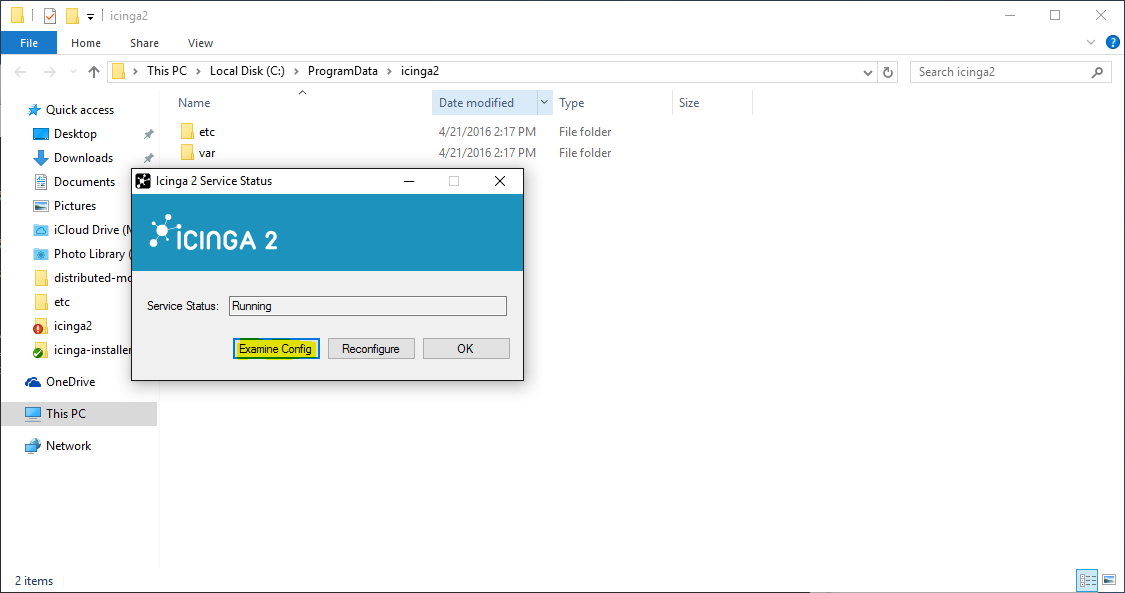 icinga2
File Home Share View
This PC Local Disk (C:) ProgramData icinga2
Search icinga2
Name Date modified Type Size
etc 4/21/2016 2:17 PM File folder
var 4/21/2016 2:17 PM File folder
Quick access
Desktop
Downloads
Documents
Pictures
iCloud Drive (
Photo Library (
distributed-mo
etc
icinga2
icinga-installer
OneDrive
This PC
Network
Icinga 2 Service Status
ICINGA 2
Service Status: Running
Examine Config Reconfigure OK
2 items